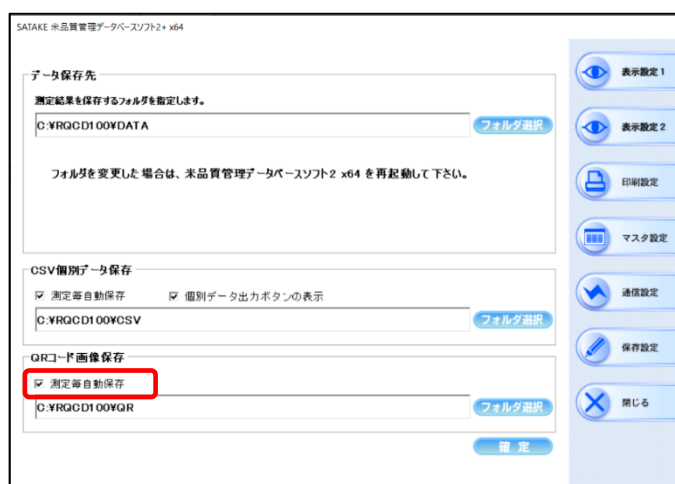 SATAKE 米品質管理データベースソフト2+ x64
データ保存先
測定結果を保存するフォルダを指定します。
C:¥RQCD100¥DATA
フォルダ選択
フォルダを変更した場合は、米品質管理データベースソフト2 x64 を再起動して下さい。
CSV個別データ保存
測定毎自動保存
個別データ出力ボタンの表示
C:¥RQCD100¥CSV
フォルダ選択
QRコード画像保存
測定毎自動保存
C:¥RQCD100¥QR
フォルダ選択
確 定
表示設定1
表示設定2
印刷設定
マスタ設定
通信設定
保存設定
閉じる